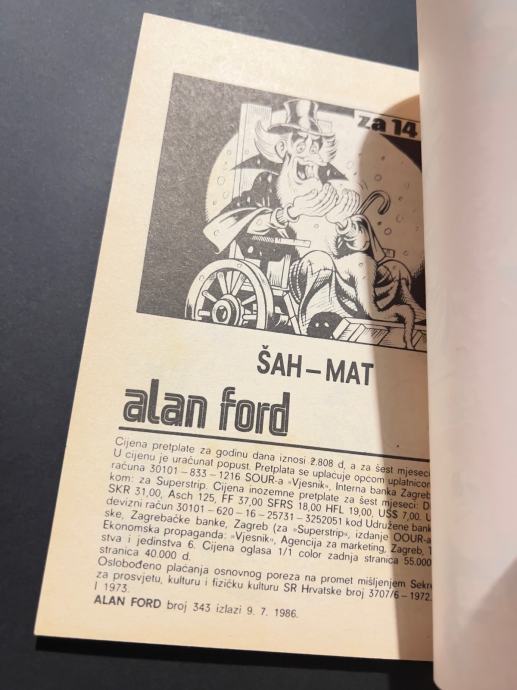 za 14
ŠAH – MAT
alan ford
Cijena pretplate za godinu dana iznosi 2.808 d, a za šest mjeseci
U cijenu je uračunat popust. Pretplata se uplaćuje općom uplatnicom
računa 30101 – 833 – 1216 SOUR-a »Vjesnik«, Interna banka Zagreb
kom: za Superstrip. Cijena inozemne pretplate za šest mjeseci: D
SKR 31,00, Asch 125, FF 37,00 SFRS 18,00 HFL 19,00, US$ 7,00, U
devizni račun 30101 – 620 – 16 – 25731 – 3252051 kod Udružene bank
ske, Zagrebačke banke, Zagreb (za »Superstrip«, izdanje OOUR-a
Ekonomska propaganda: »Vjesnik«, Agencija za marketing, Zagreb, T
stva i jedinstva 6. Cijena oglasa 1/1 color zadnja stranica 55.000
stranica 40.000 d.
Oslobođeno plaćanja osnovnog poreza na promet mišljenjem Sekre
za prosvjetu, kulturu i fizičku kulturu SR Hrvatske broj 3707/6 – 1972.
I 1973.
ALAN FORD broj 343 izlazi 9. 7. 1986.